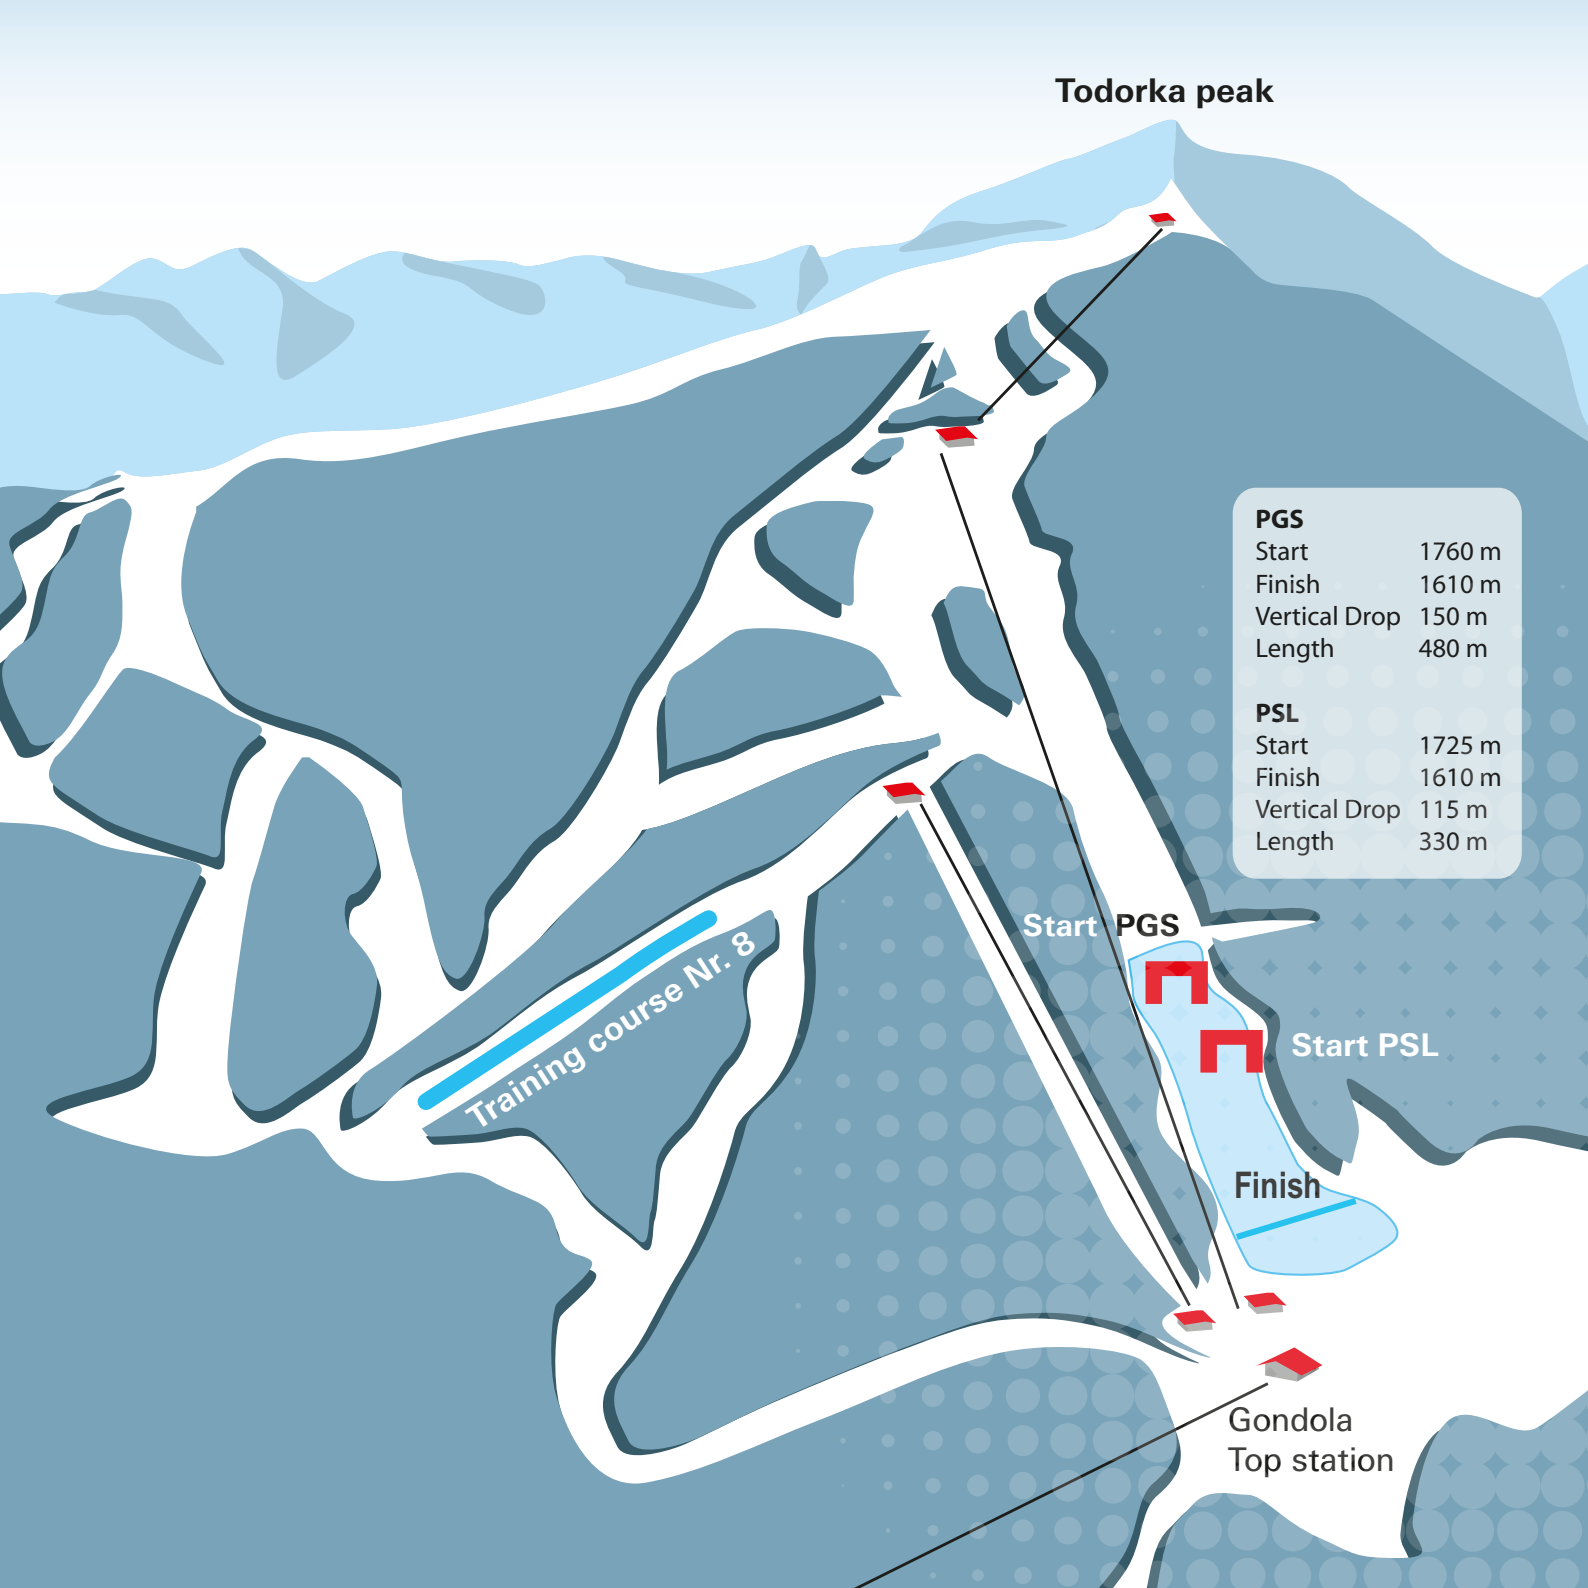 Todorka peak
PGS
Start 1760 m
Finish 1610 m
Vertical Drop 150 m
Length 480 m
PSL
Start 1725 m
Finish 1610 m
Vertical Drop 115 m
Length 330 m
Start PGS
Training course Nr. 8
Start PSL
Finish
Gondola
Top station